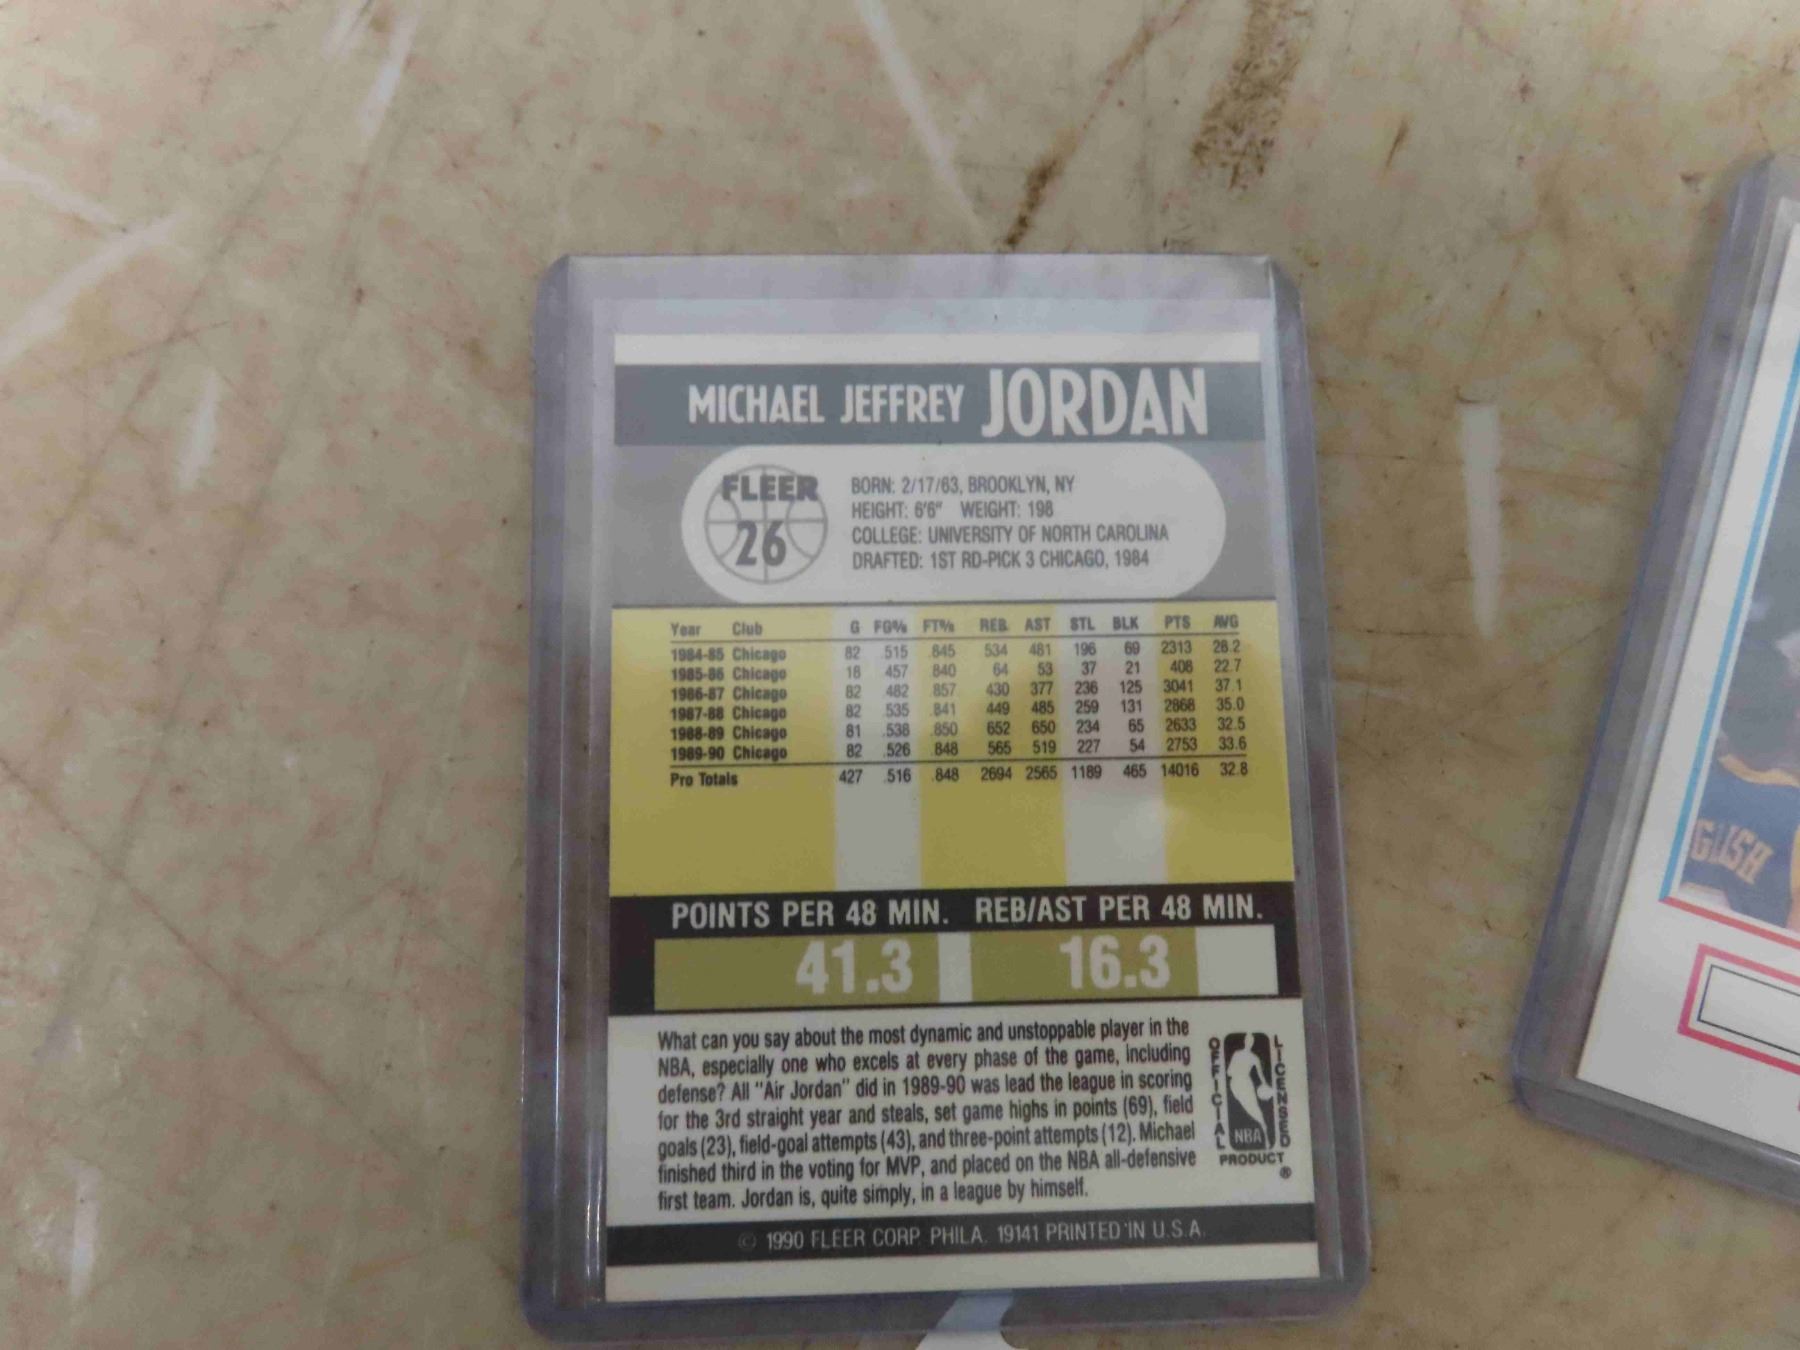 MICHAEL JEFFREY JORDAN
FLEER
26
BORN: 2/17/63, BROOKLYN, NY
HEIGHT: 6'6" WEIGHT: 198
COLLEGE: UNIVERSITY OF NORTH CAROLINA
DRAFTED: 1ST RD-PICK 3 CHICAGO, 1984
Year Club G FG% FT% REB AST STL BLK PTS AVG
1984-85 Chicago 82 .515 .845 534 481 196 69 2313 28.2
1985-86 Chicago 18 .457 .840 64 53 37 21 408 22.7
1986-87 Chicago 82 .482 .857 430 377 236 125 3041 37.1
1987-88 Chicago 82 .535 .841 449 485 259 131 2868 35.0
1988-89 Chicago 81 .538 .850 652 650 234 65 2633 32.5
1989-90 Chicago 82 .526 .848 565 519 227 54 2753 33.6
Pro Totals 427 .516 .848 2694 2565 1189 465 14016 32.8
POINTS PER 48 MIN. REB/AST PER 48 MIN.
41.3 16.3
What can you say about the most dynamic and unstoppable player in the
NBA, especially one who excels at every phase of the game, including
defense? All "Air Jordan" did in 1989-90 was lead the league in scoring
for the 3rd straight year and steals, set game highs in points (69), field
goals (23), field-goal attempts (43), and three-point attempts (12). Michael
finished third in the voting for MVP, and placed on the NBA all-defensive
first team. Jordan is, quite simply, in a league by himself.
OFFICIAL LICENSED
NBA
PRODUCT ®
© 1990 FLEER CORP. PHILA. 19141 PRINTED IN U.S.A.
GLISH